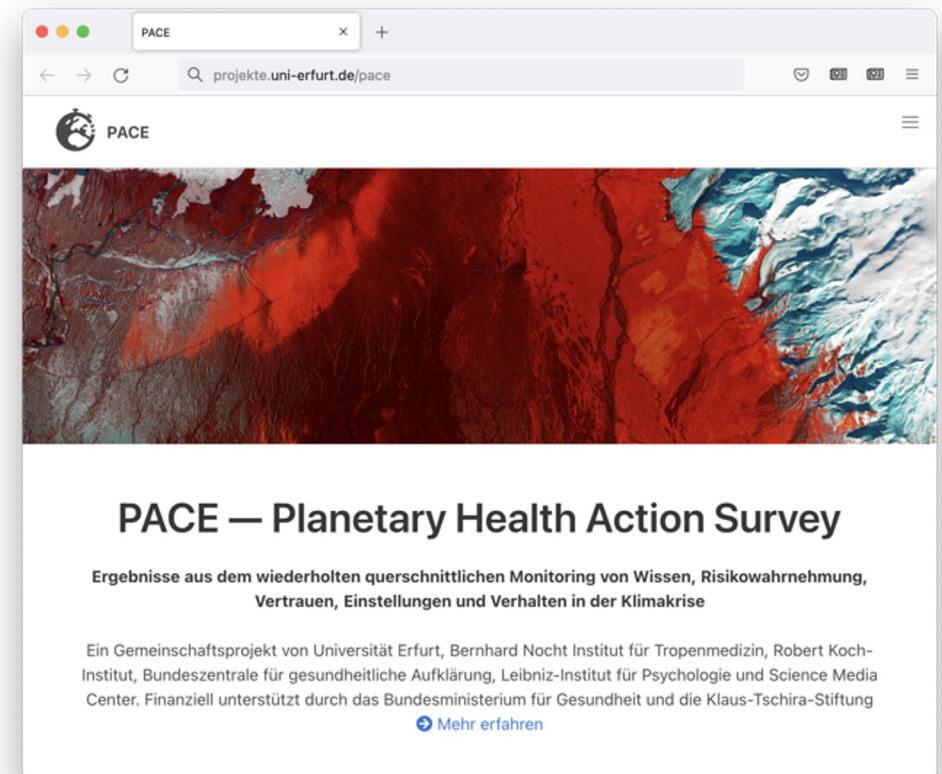 PACE
projekte.uni-erfurt.de/pace
PACE
PACE — Planetary Health Action Survey
Ergebnisse aus dem wiederholten querschnittlichen Monitoring von Wissen, Risikowahrnehmung,
Vertrauen, Einstellungen und Verhalten in der Klimakrise
Ein Gemeinschaftsprojekt von Universität Erfurt, Bernhard Nocht Institut für Tropenmedizin, Robert Koch-
Institut, Bundeszentrale für gesundheitliche Aufklärung, Leibniz-Institut für Psychologie und Science Media
Center. Finanziell unterstützt durch das Bundesministerium für Gesundheit und die Klaus-Tschira-Stiftung
Mehr erfahren